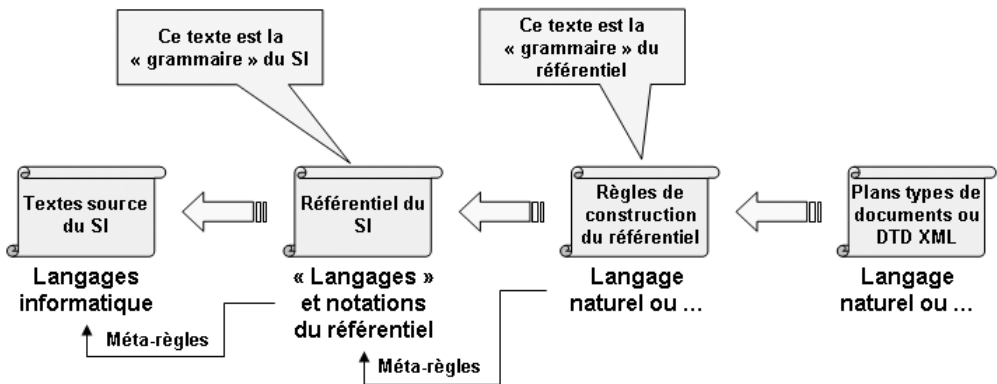 Ce texte est la
« grammaire » du SI
Ce texte est la
« grammaire » du
référentiel
Textes source
du SI
Référentiel du
SI
Règles de
construction
du référentiel
Plans types de
documents ou
DTD XML
Langages
informatique
« Langages »
et notations
du référentiel
Langage
naturel ou ...
Langage
naturel ou ...
Méta-règles
Méta-règles